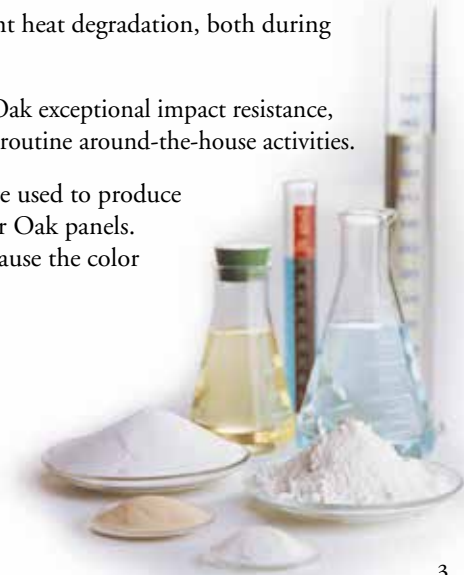 nt heat degradation, both during
Oak exceptional impact resistance,
routine around-the-house activities.
re used to produce
r Oak panels.
ause the color
3